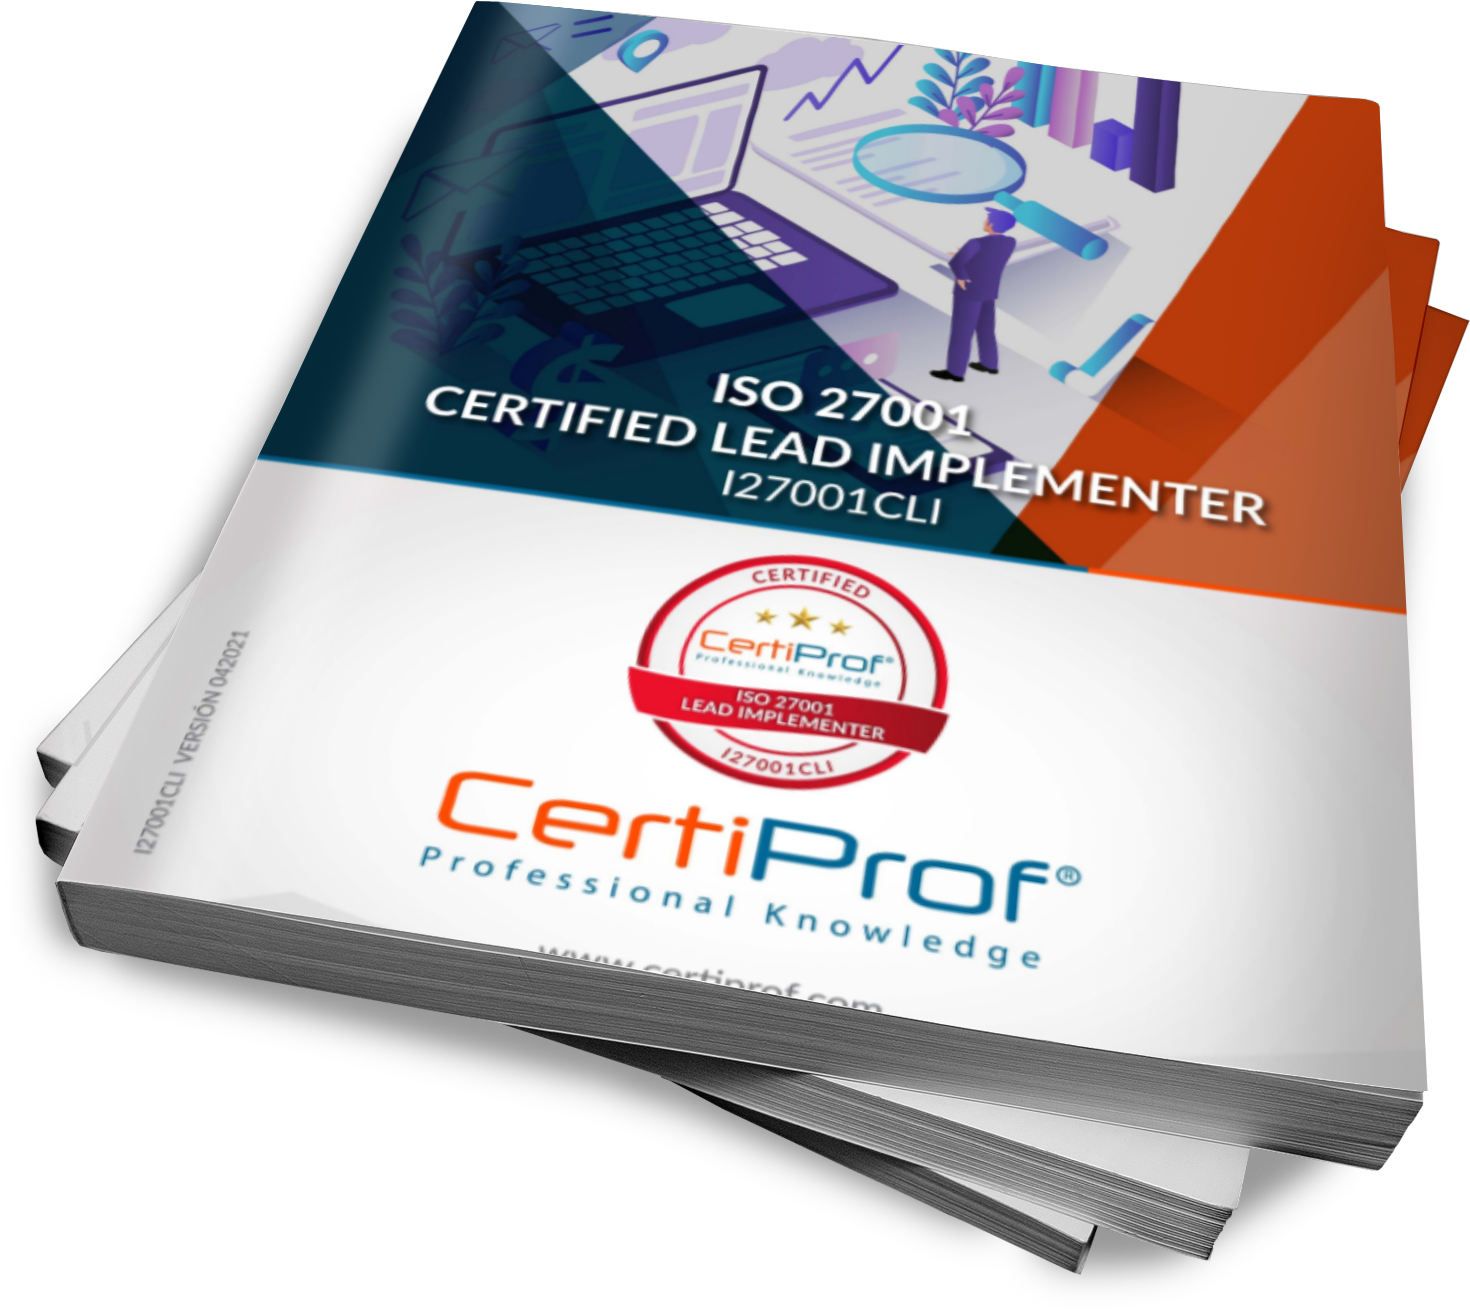 ISO 27001
CERTIFIED LEAD IMPLEMENTER
I27001CLI
CERTIFIED
CertiProf®
Professional Knowledge
ISO 27001
LEAD IMPLEMENTER
I27001CLI
I27001CLI VERSIÓN 042021
CertiProf®
Professional Knowledge
www.certiprof.com